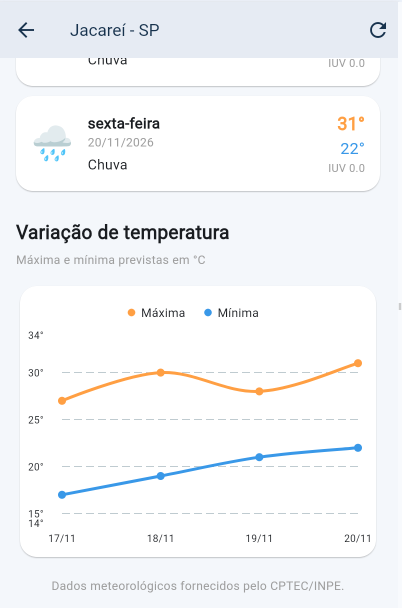 Jacareí - SP
Chuva
IUV 0.0
sexta-feira
31°
20/11/2026
22°
Chuva
IUV 0.0
Variação de temperatura
Máxima e mínima previstas em °C
Máxima
Mínima
34°
30°
25°
20°
15°
14°
17/11
18/11
19/11
20/11
Dados meteorológicos fornecidos pelo CPTEC/INPE.